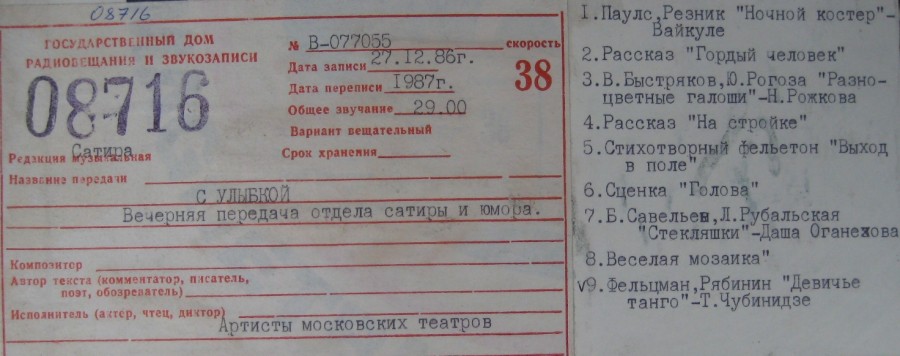 08716
ГОСУДАРСТВЕННЫЙ ДОМ
РАДИОВЕЩАНИЯ И ЗВУКОЗАПИСИ
08716
№ В-077055 скорость
Дата записи 27.12.86г.
38
Дата переписи 1987г.
Общее звучание 29.00
Вариант вещательный
Срок хранения
Сатира
Редакция музыкальная
Название передачи
С УЛЫБКОЙ
Вечерняя передача отдела сатиры и юмора.
Композитор
Автор текста (комментатор, писатель,
поэт, обозреватель)
Исполнитель (актер, чтец, диктор)
Артисты московских театров
I.Паулс,Резник "Ночной костер"-
Вайкуле
2.Рассказ "Гордый человек"
3.В.Быстряков,Ю.Рогоза "Разно-
цветные галоши"-Н.Рожкова
4.Рассказ "На стройке"
5.Стихотворный фельетон "Выход
в поле"
6.Сценка "Голова"
7.Б.Савельев,Л.Рубальская
"Стекляшки"-Даша Оганехова
8.Веселая мозаика"
v9.Фельцман,Рябинин "Девичье
танго"-Т.Чубинидзе